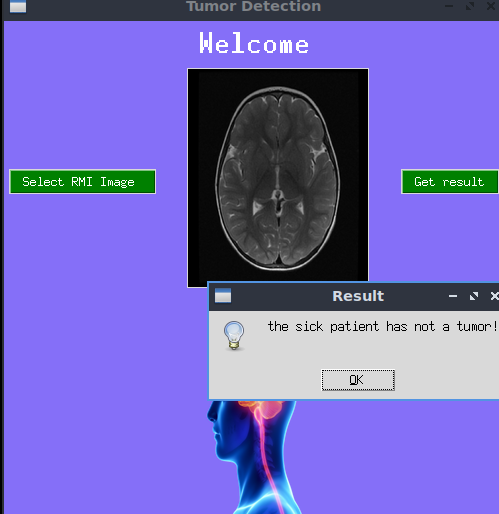 Tumor Detection
Welcome
Select RMI Image
Get result
Result
the sick patient has not a tumor!
OK